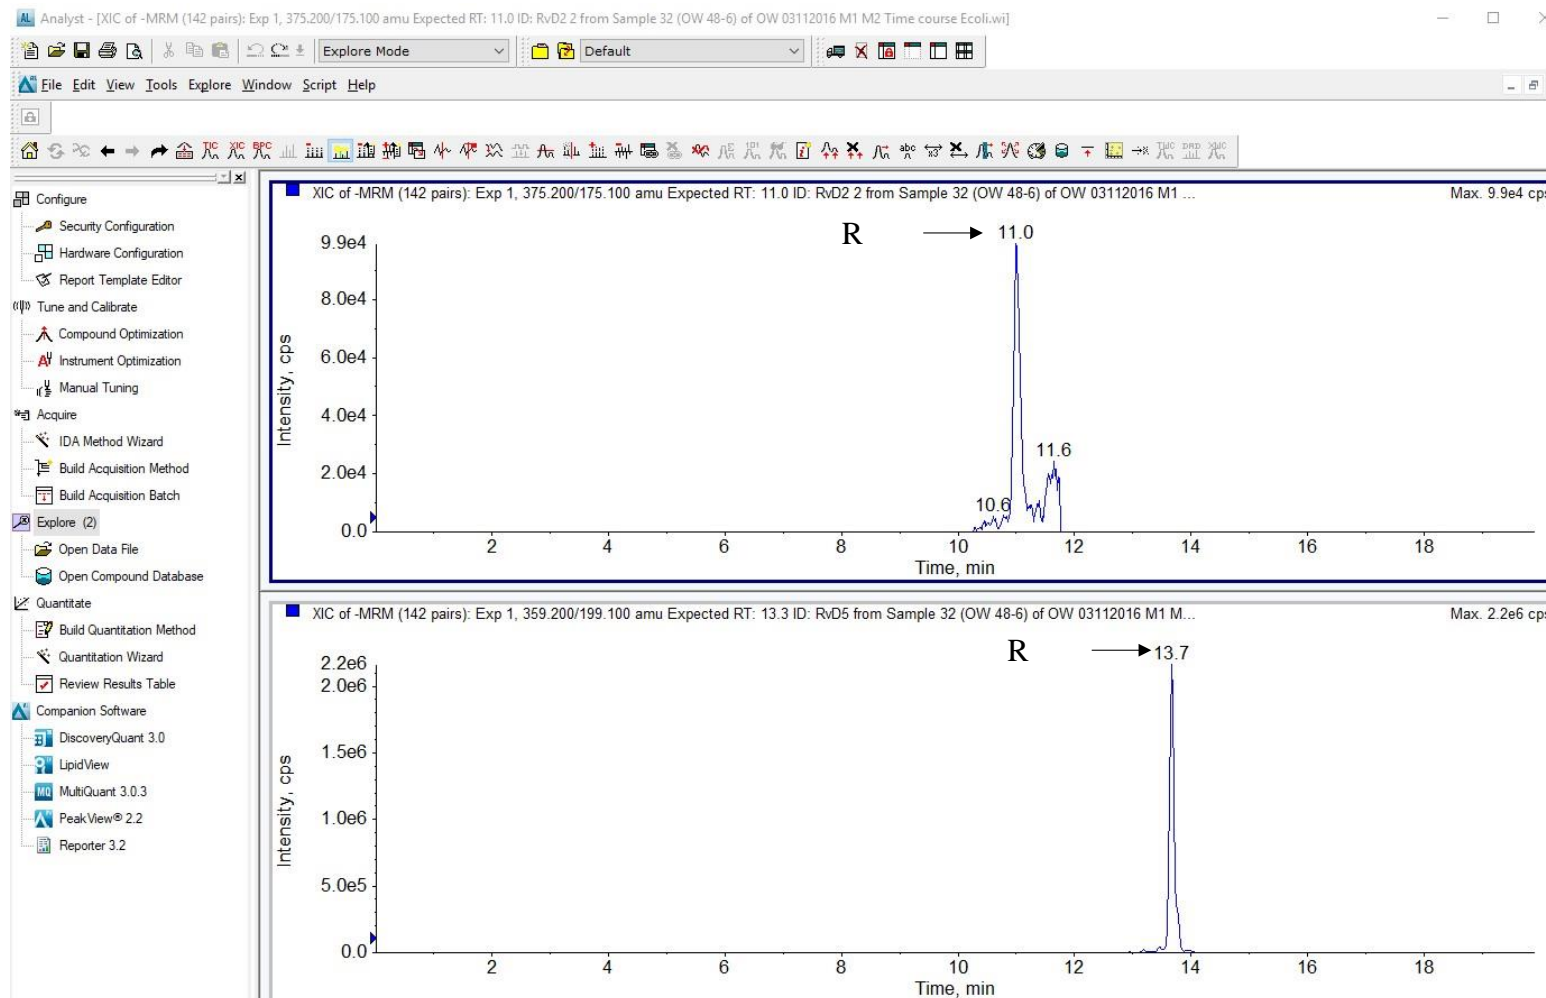 Analyst - [XIC of -MRM (142 pairs): Exp 1, 375.200/175.100 amu Expected RT: 11.0 ID: RvD2 2 from Sample 32 (OW 48-6) of OW 03112016 M1 M2 Time course Ecoli.wi]
Explore Mode
Default
File Edit View Tools Explore Window Script Help
Configure
Security Configuration
Hardware Configuration
Report Template Editor
Tune and Calibrate
Compound Optimization
Instrument Optimization
Manual Tuning
Acquire
IDA Method Wizard
Build Acquisition Method
Build Acquisition Batch
Explore (2)
Open Data File
Open Compound Database
Quantitate
Build Quantitation Method
Quantitation Wizard
Review Results Table
Companion Software
DiscoveryQuant 3.0
LipidView
MultiQuant 3.0.3
PeakView® 2.2
Reporter 3.2
XIC of -MRM (142 pairs): Exp 1, 375.200/175.100 amu Expected RT: 11.0 ID: RvD2 2 from Sample 32 (OW 48-6) of OW 03112016 M1 ...
Max. 9.9e4 cps
R
11.0
9.9e4
8.0e4
6.0e4
4.0e4
2.0e4
0.0
Intensity, cps
10.6
11.6
2 4 6 8 10 12 14 16 18
Time, min
XIC of -MRM (142 pairs): Exp 1, 359.200/199.100 amu Expected RT: 13.3 ID: RvD5 from Sample 32 (OW 48-6) of OW 03112016 M1 M...
Max. 2.2e6 cps
R
13.7
2.2e6
2.0e6
1.5e6
1.0e6
5.0e5
0.0
Intensity, cps
2 4 6 8 10 12 14 16 18
Time, min